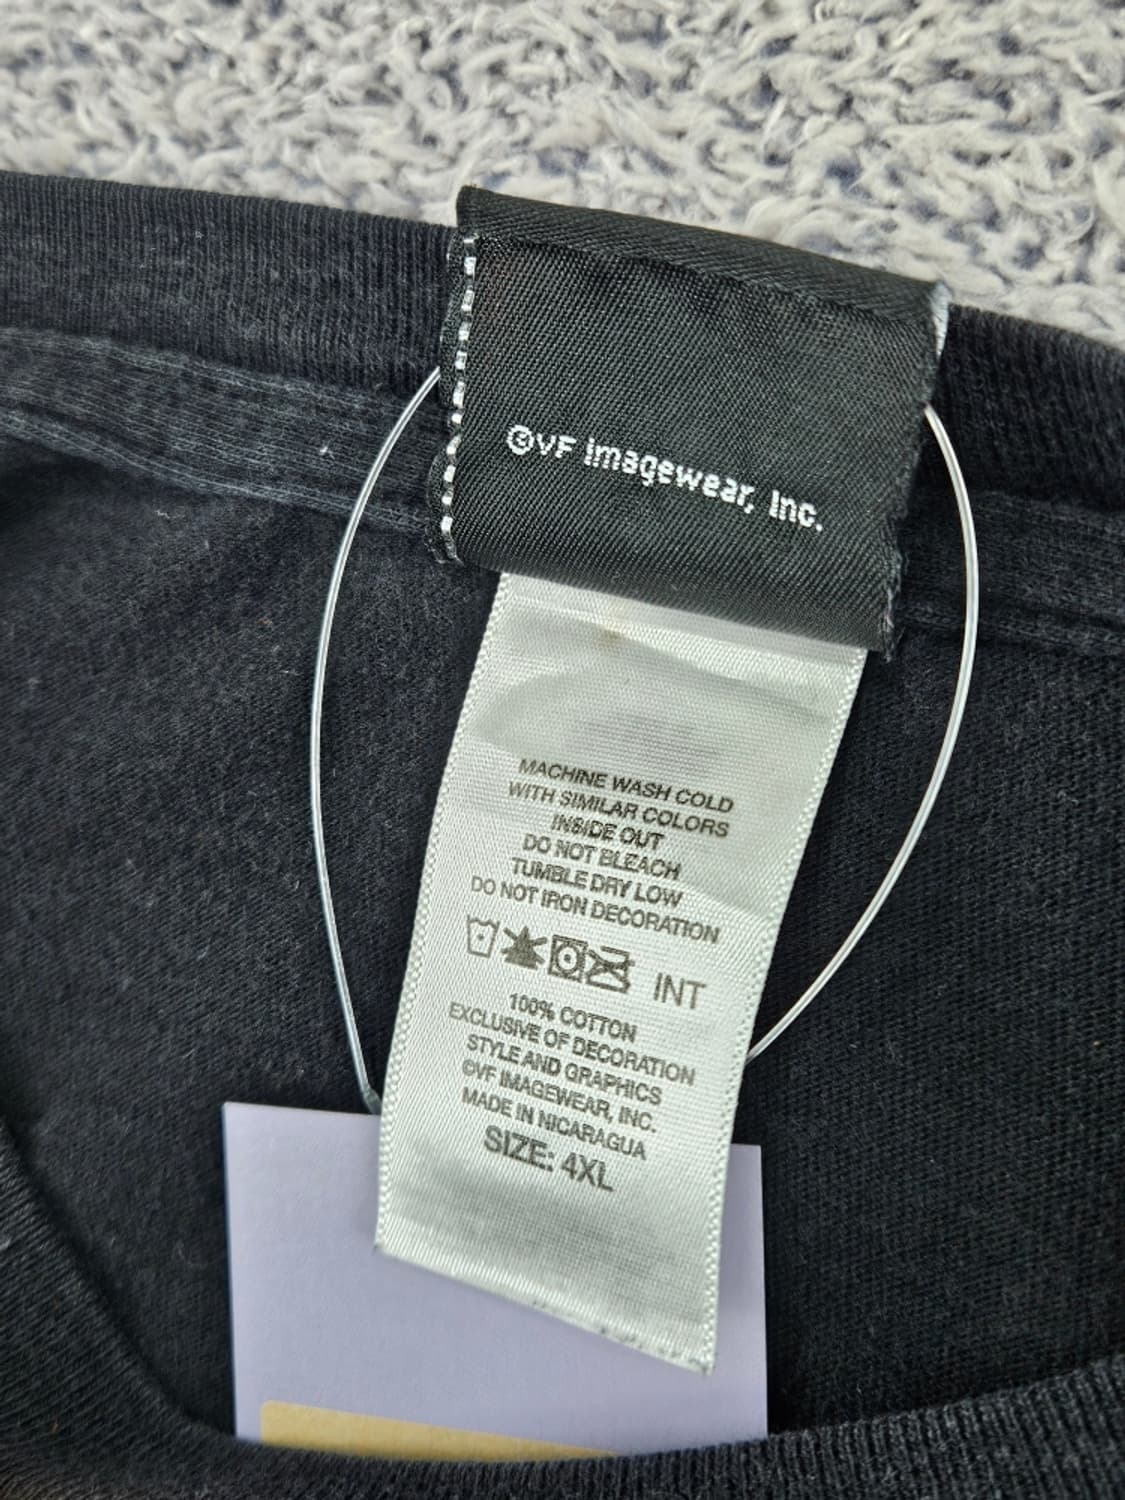 ©VF Imagewear, Inc.
MACHINE WASH COLD
WITH SIMILAR COLORS
INSIDE OUT
DO NOT BLEACH
TUMBLE DRY LOW
DO NOT IRON DECORATION
INT
100% COTTON
EXCLUSIVE OF DECORATION
STYLE AND GRAPHICS
©VF IMAGEWEAR, INC.
MADE IN NICARAGUA
SIZE: 4XL